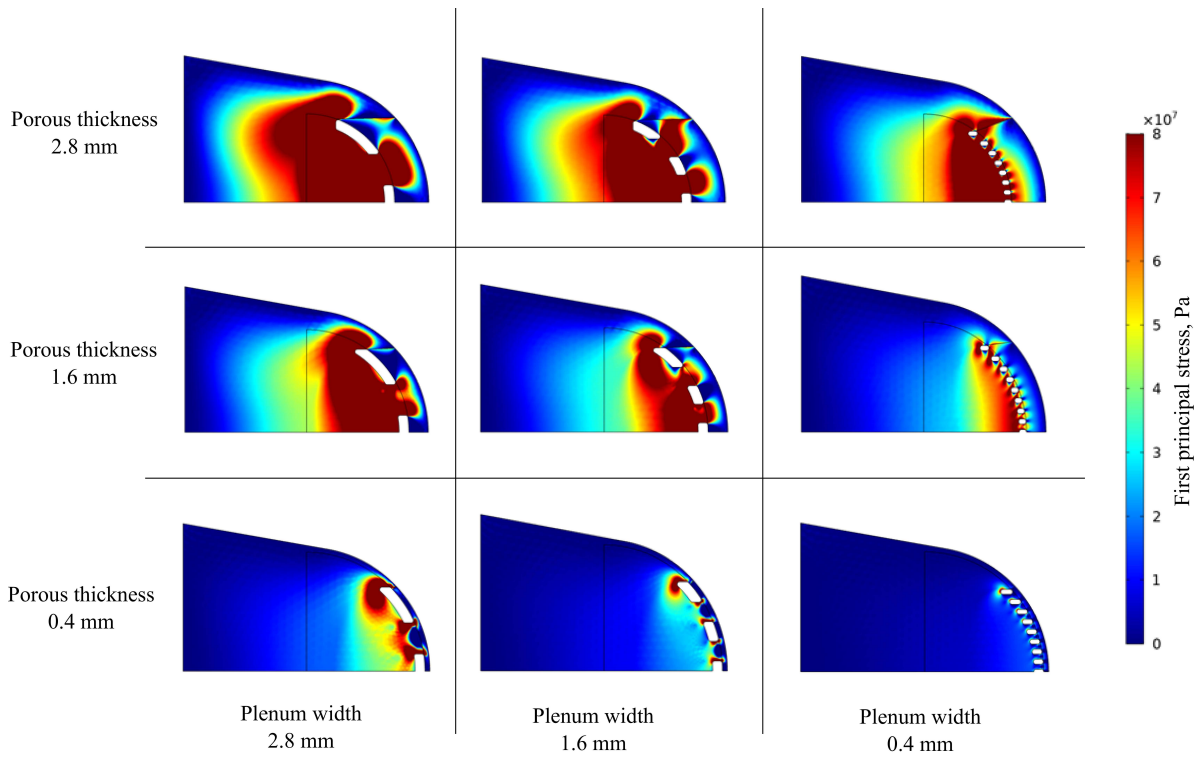 Porous thickness
2.8 mm
Porous thickness
1.6 mm
Porous thickness
0.4 mm
Plenum width
2.8 mm
Plenum width
1.6 mm
Plenum width
0.4 mm
×10⁷
8
7
6
5
4
3
2
1
0
First principal stress, Pa